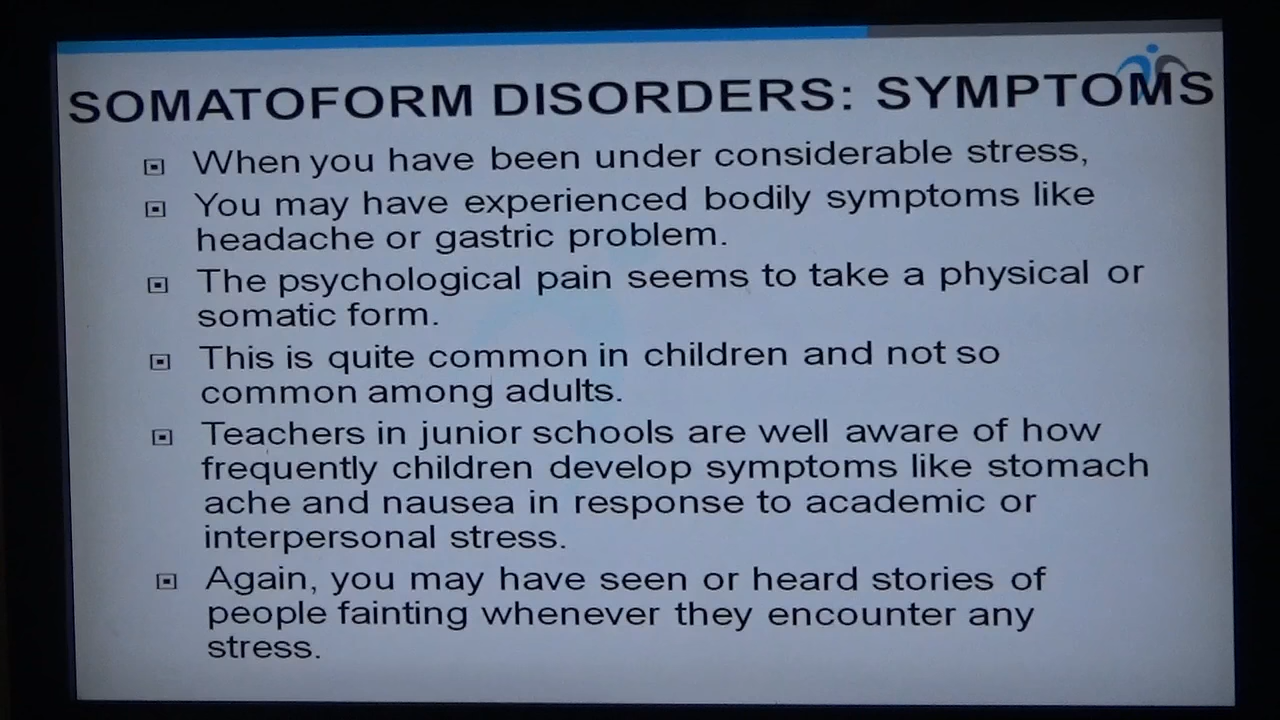 SOMATOFORM DISORDERS: SYMPTOMS
When you have been under considerable stress,
You may have experienced bodily symptoms like
headache or gastric problem.
The psychological pain seems to take a physical or
somatic form.
This is quite common in children and not so
common among adults.
Teachers in junior schools are well aware of how
frequently children develop symptoms like stomach
ache and nausea in response to academic or
interpersonal stress.
Again, you may have seen or heard stories of
people fainting whenever they encounter any
stress.